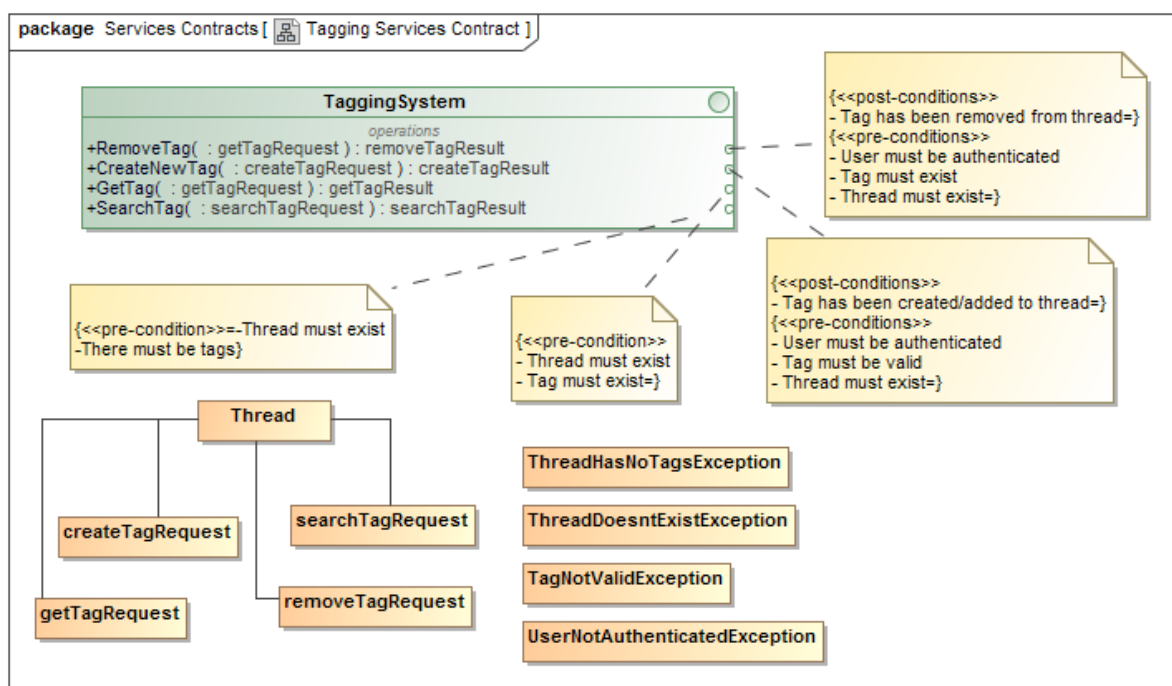 package Services Contracts [ Tagging Services Contract ]
TaggingSystem
operations
+RemoveTag( : getTagRequest ) : removeTagResult
+CreateNewTag( : createTagRequest ) : createTagResult
+GetTag( : getTagRequest ) : getTagResult
+SearchTag( : searchTagRequest ) : searchTagResult
{<<post-conditions>>
- Tag has been removed from thread=}
{<<pre-conditions>>
- User must be authenticated
- Tag must exist
- Thread must exist=}
{<<post-conditions>>
- Tag has been created/added to thread=}
{<<pre-conditions>>
- User must be authenticated
- Tag must be valid
- Thread must exist=}
{<<pre-condition>>=-Thread must exist
-There must be tags}
{<<pre-condition>>
- Thread must exist
- Tag must exist=}
Thread
createTagRequest
searchTagRequest
getTagRequest
removeTagRequest
ThreadHasNoTagsException
ThreadDoesntExistException
TagNotValidException
UserNotAuthenticatedException